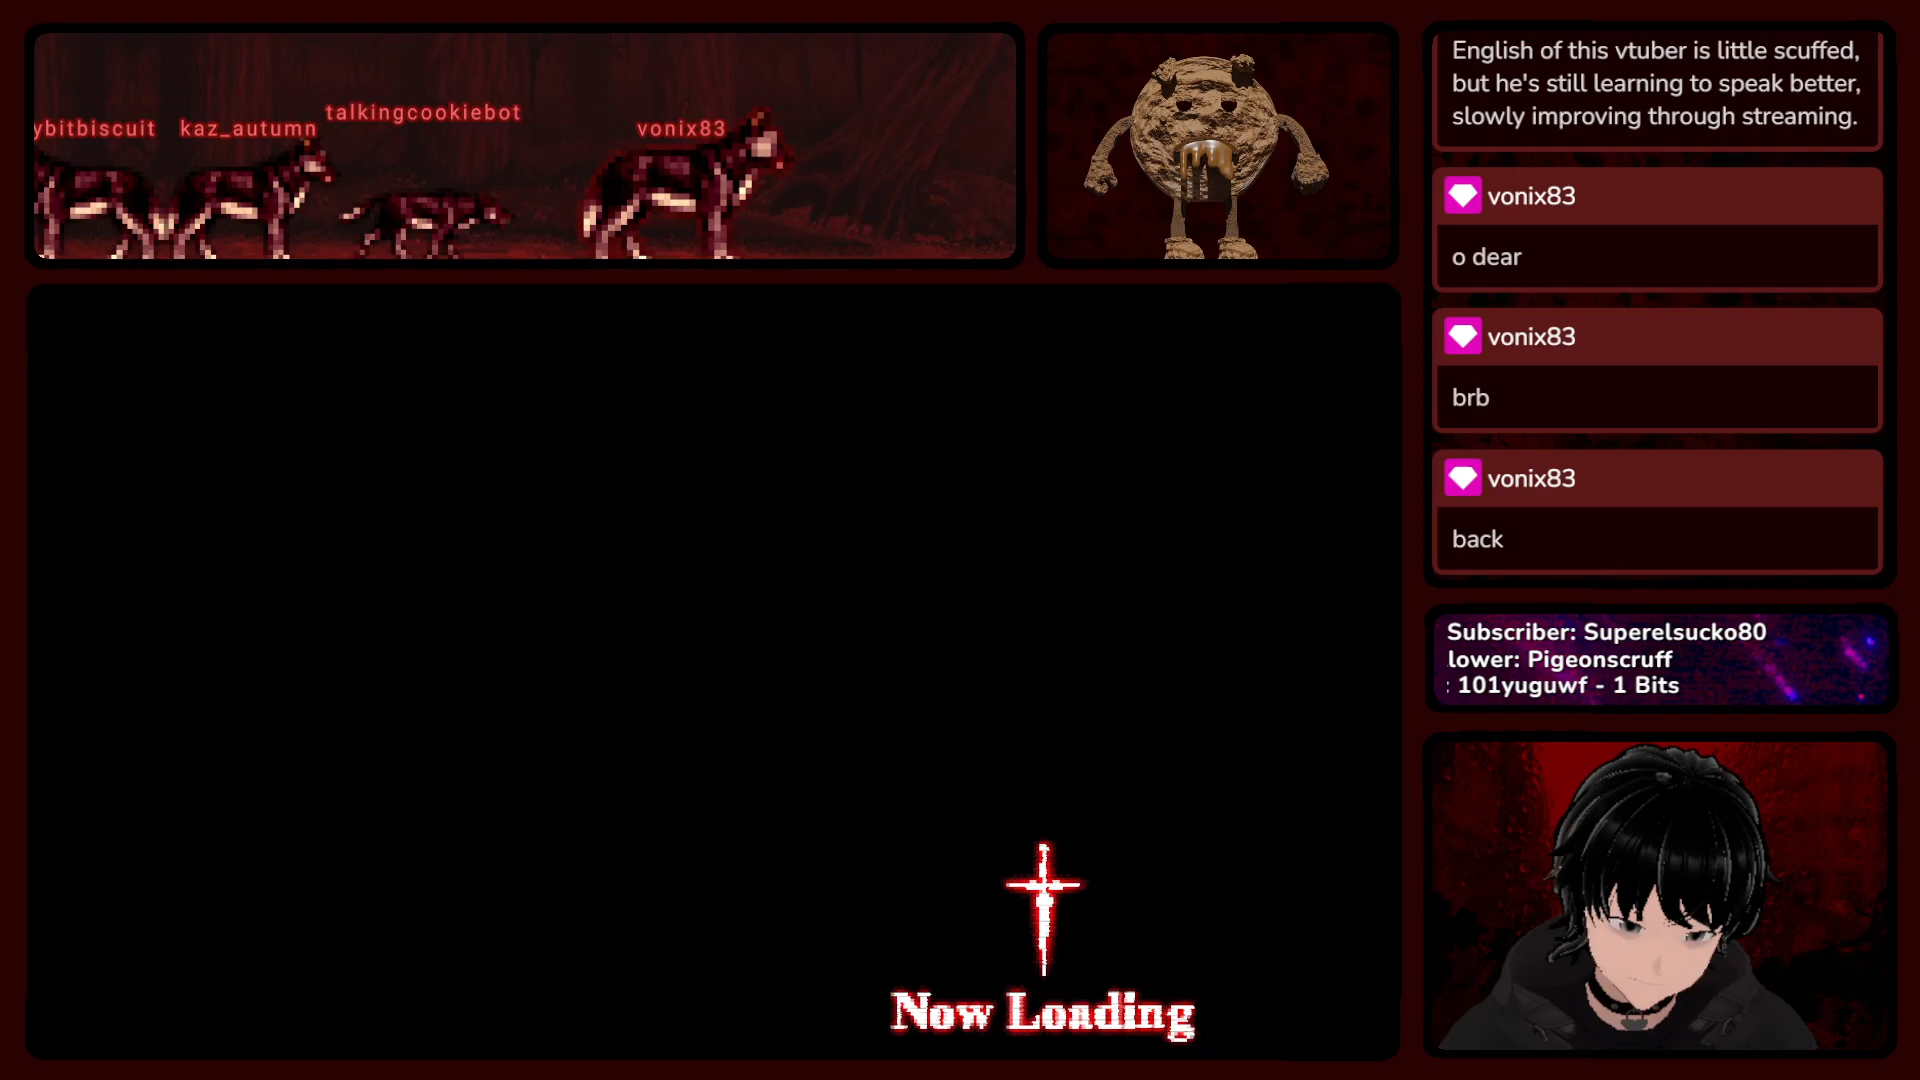 ybitbiscuit
kaz_autumn
talkingcookiebot
vonix83
English of this vtuber is little scuffed,
but he's still learning to speak better,
slowly improving through streaming.
vonix83
o dear
vonix83
brb
vonix83
back
Subscriber: Superelsucko80
lower: Pigeonscruff
: 101yuguwf - 1 Bits
Now Loading